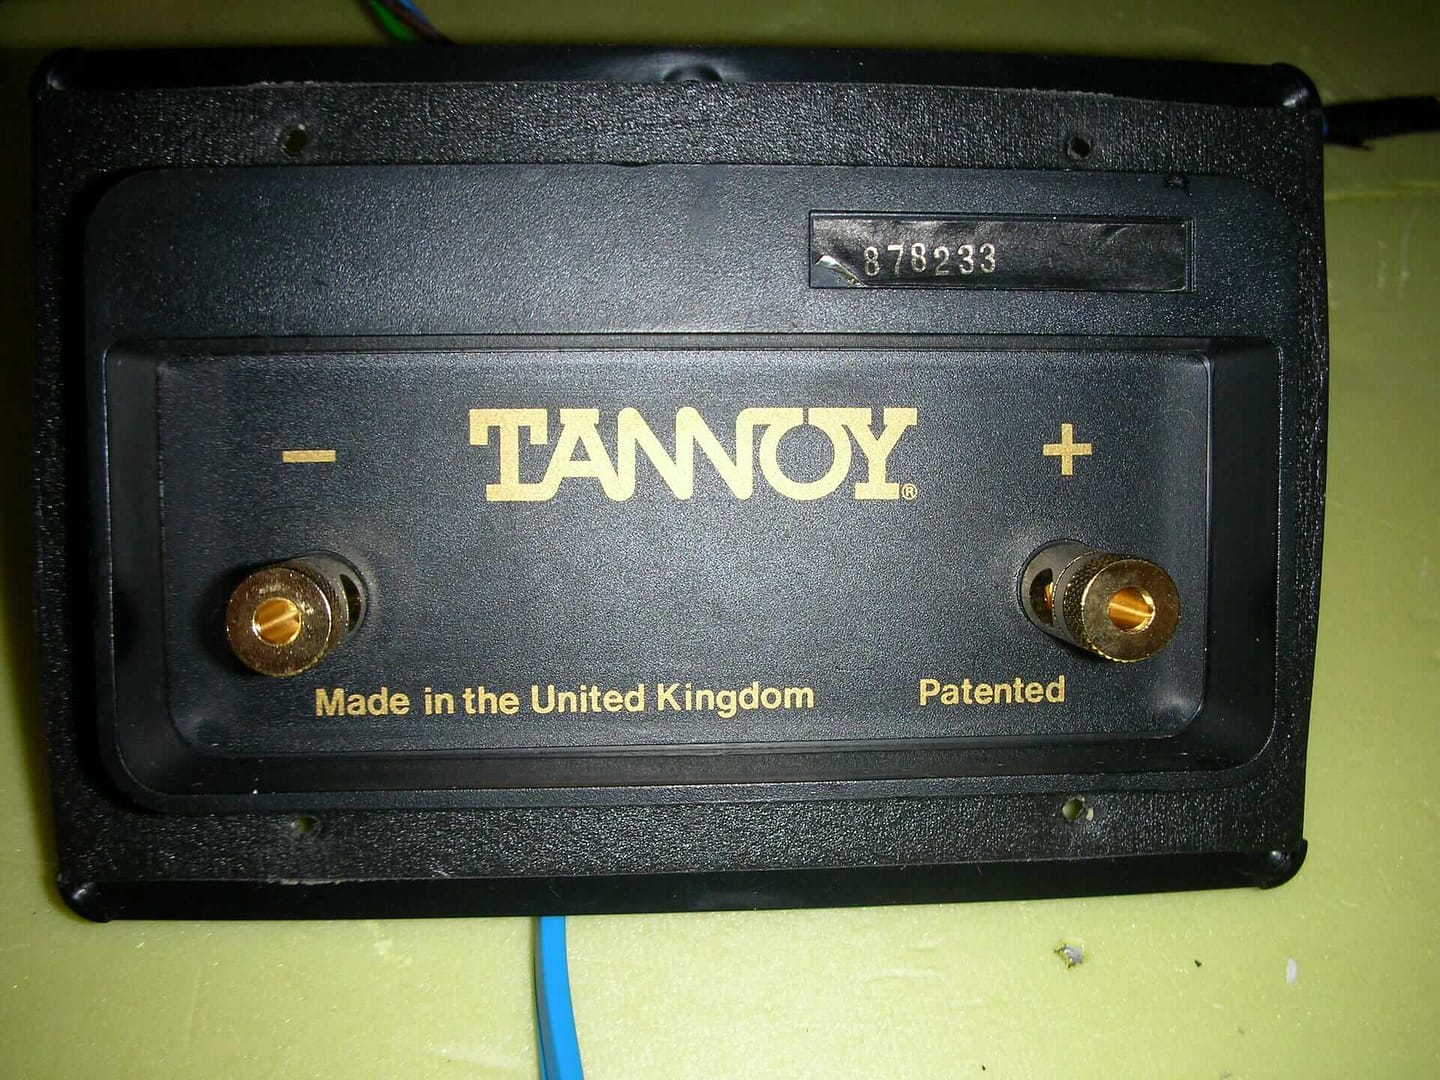 878233
− TANNOY® +
Made in the United Kingdom Patented